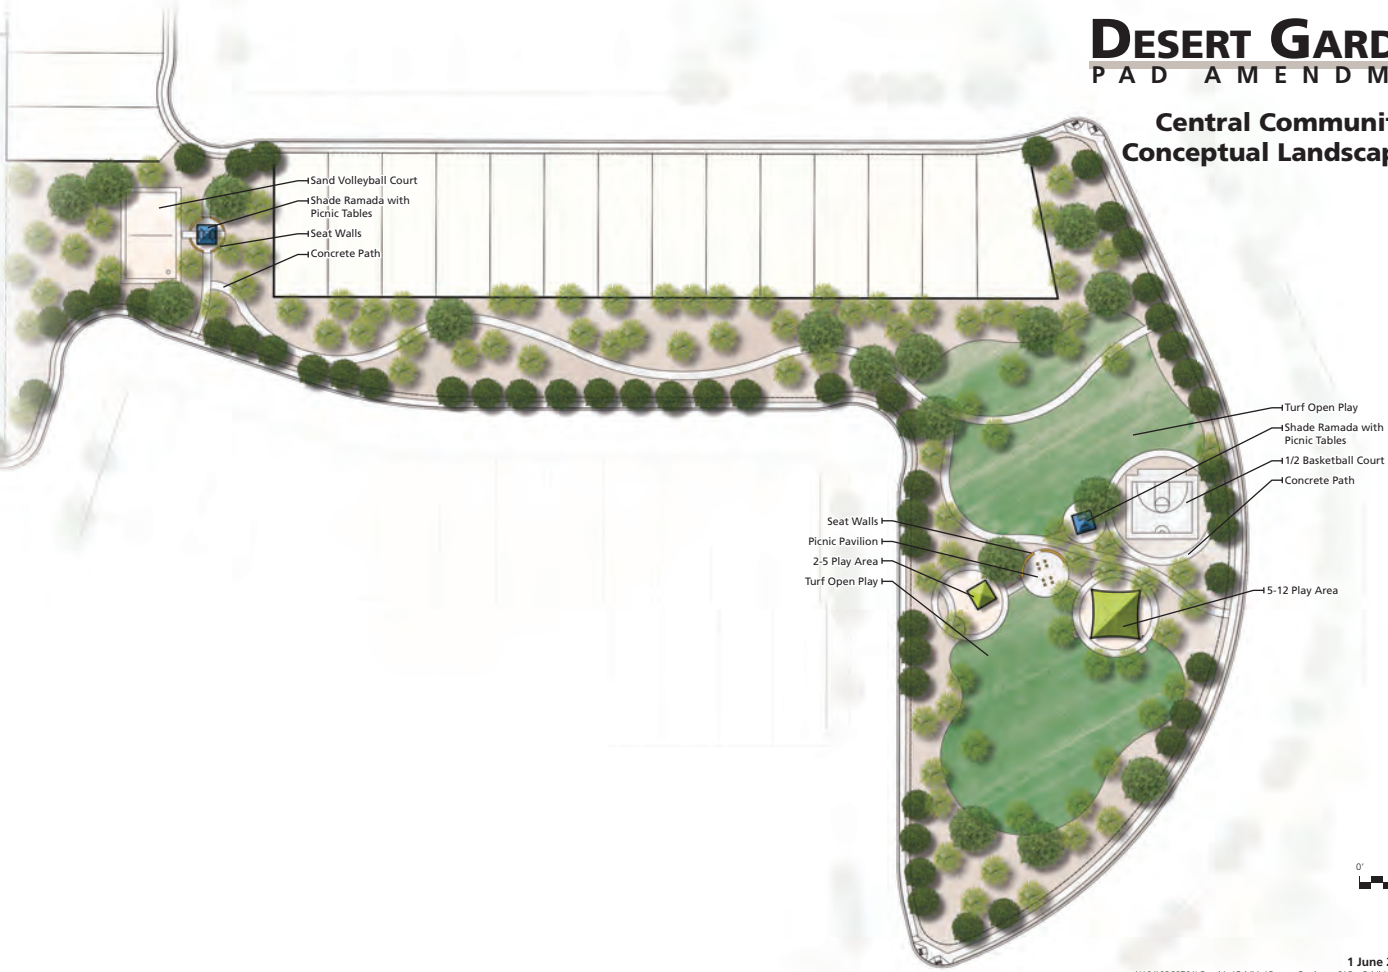 DESERT GARD
PAD AMENDM
Central Communit
Conceptual Landscap
Sand Volleyball Court
Shade Ramada with
Picnic Tables
Seat Walls
Concrete Path
Turf Open Play
Shade Ramada with
Picnic Tables
1/2 Basketball Court
Concrete Path
Seat Walls
Picnic Pavilion
2-5 Play Area
Turf Open Play
5-12 Play Area
0'
1 June